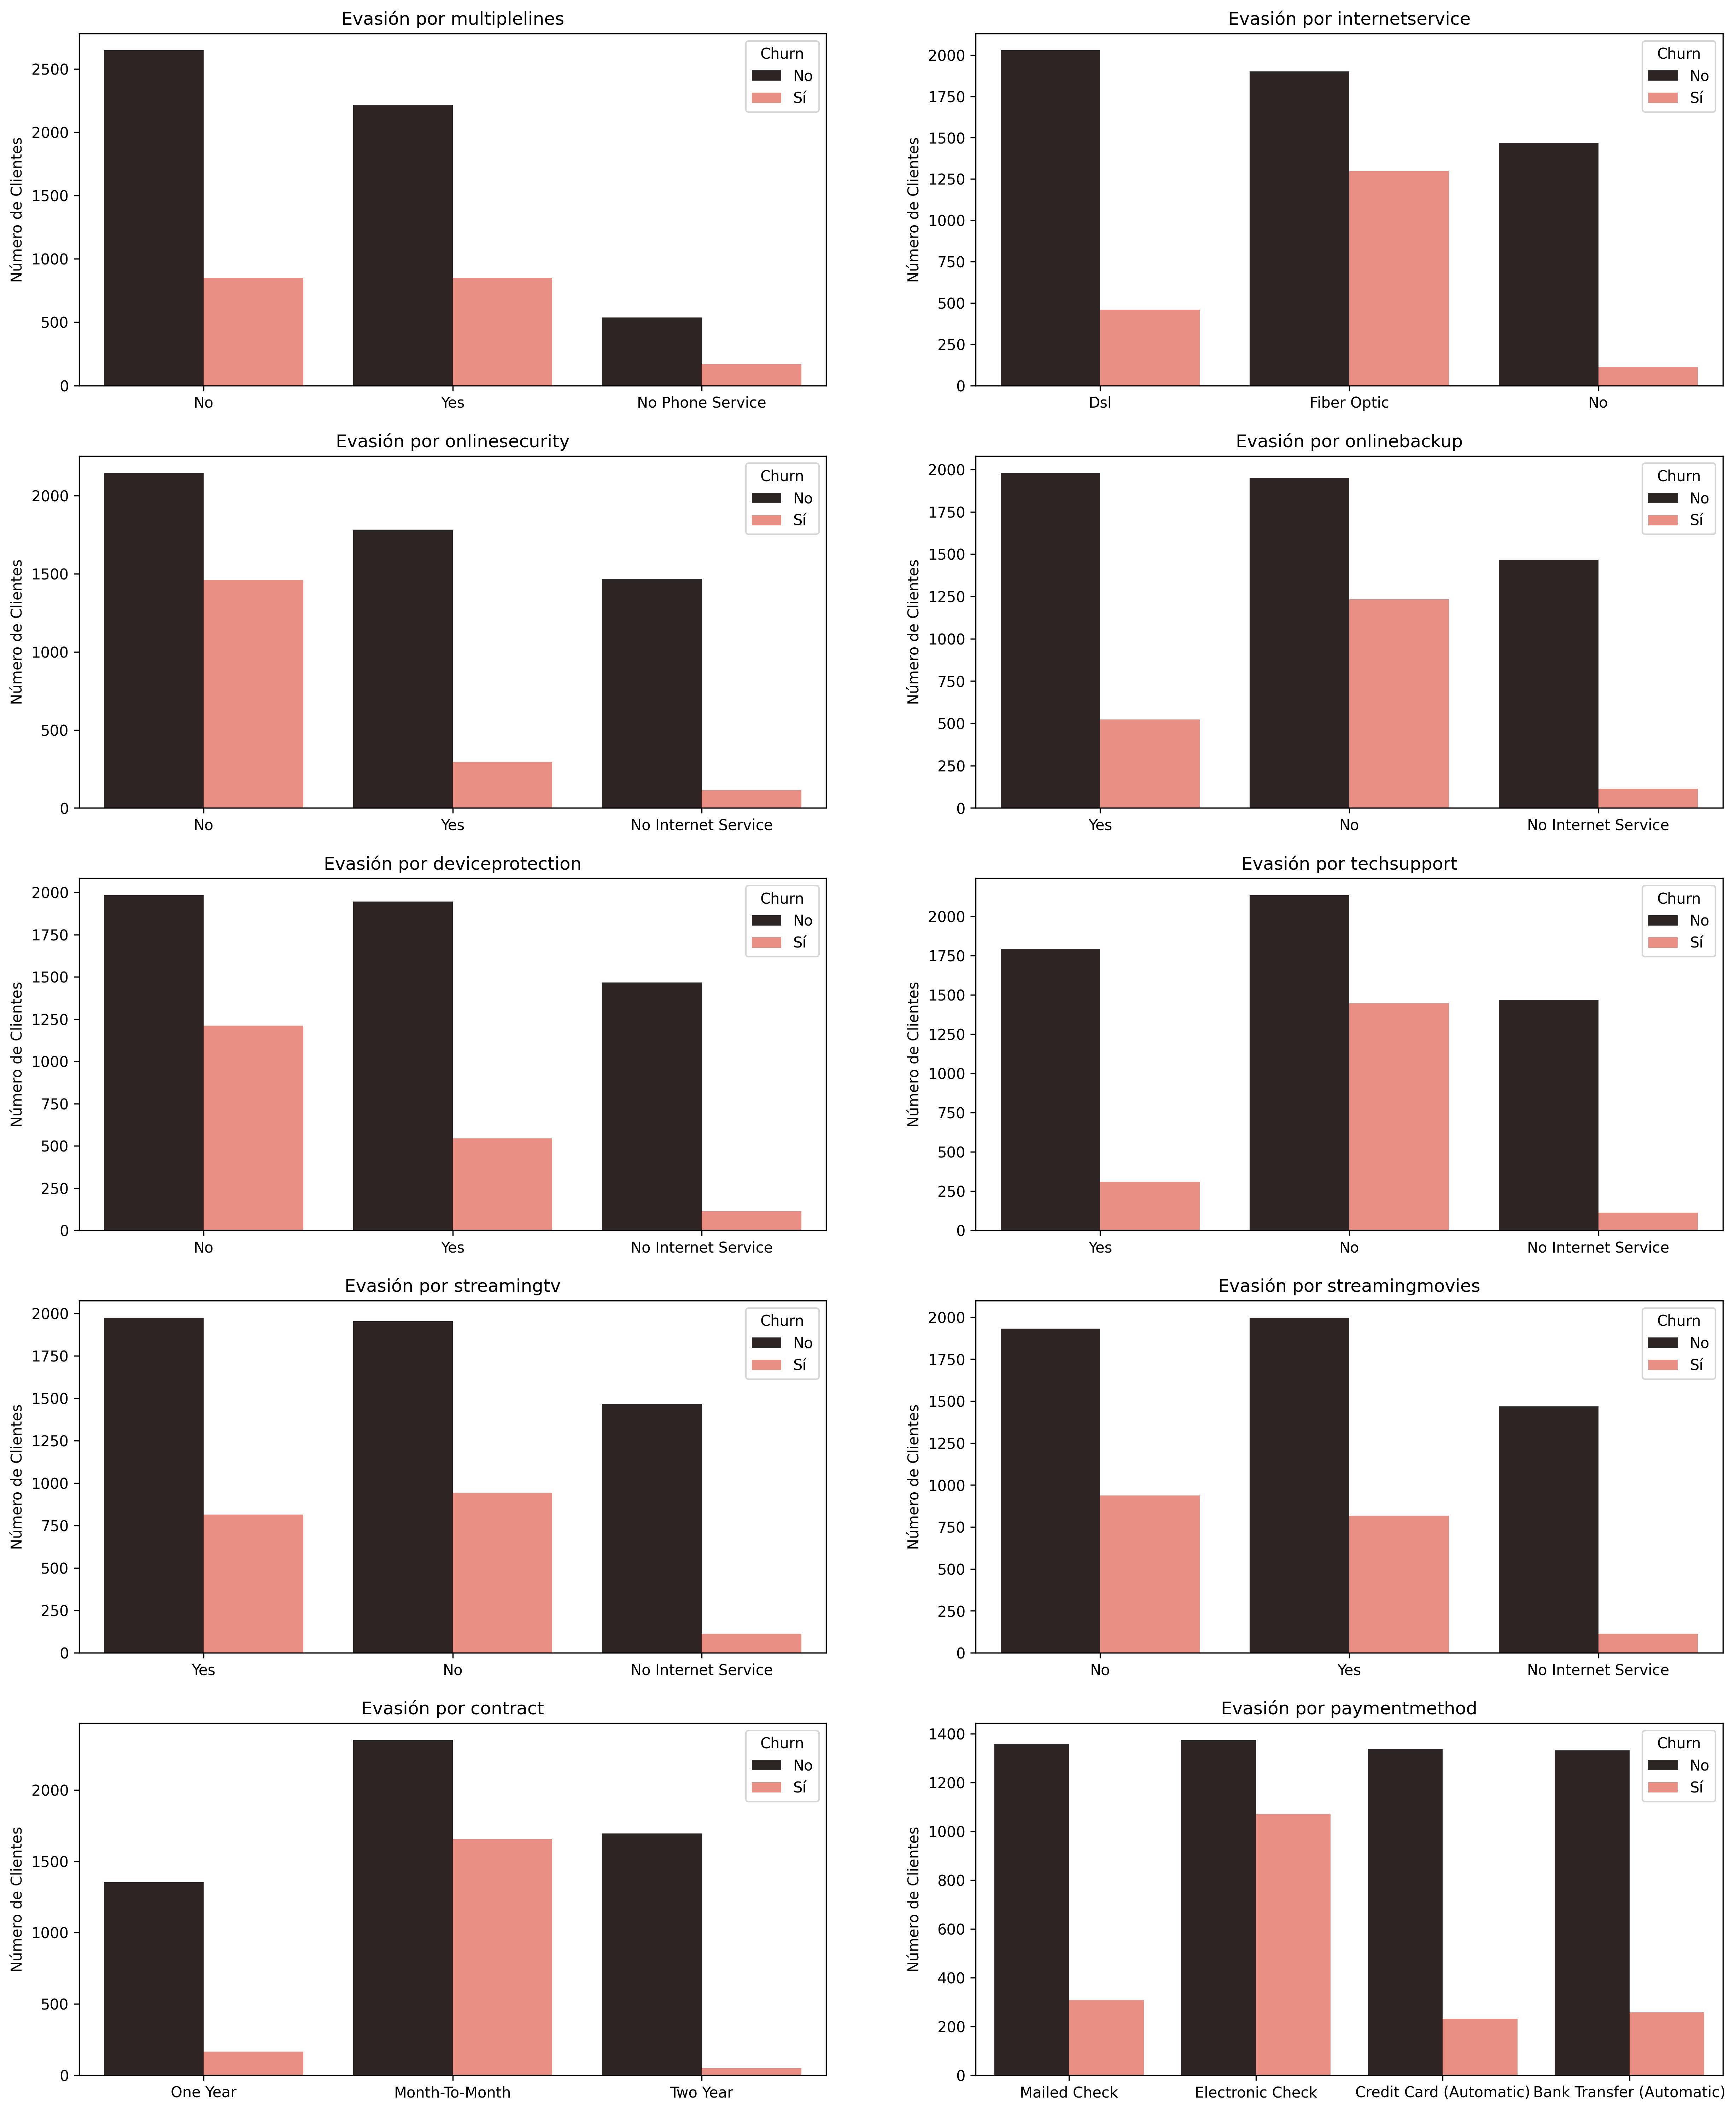 Evasión por multiplelines
Número de Clientes
2500
2000
1500
1000
500
0
No
Yes
No Phone Service
Churn
No
Sí
Evasión por internetservice
Número de Clientes
2000
1750
1500
1250
1000
750
500
250
0
Dsl
Fiber Optic
No
Churn
No
Sí
Evasión por onlinesecurity
Número de Clientes
2000
1500
1000
500
0
No
Yes
No Internet Service
Churn
No
Sí
Evasión por onlinebackup
Número de Clientes
2000
1750
1500
1250
1000
750
500
250
0
Yes
No
No Internet Service
Churn
No
Sí
Evasión por deviceprotection
Número de Clientes
2000
1750
1500
1250
1000
750
500
250
0
No
Yes
No Internet Service
Churn
No
Sí
Evasión por techsupport
Número de Clientes
2000
1750
1500
1250
1000
750
500
250
0
Yes
No
No Internet Service
Churn
No
Sí
Evasión por streamingtv
Número de Clientes
2000
1750
1500
1250
1000
750
500
250
0
Yes
No
No Internet Service
Churn
No
Sí
Evasión por streamingmovies
Número de Clientes
2000
1750
1500
1250
1000
750
500
250
0
No
Yes
No Internet Service
Churn
No
Sí
Evasión por contract
Número de Clientes
2000
1500
1000
500
0
One Year
Month-To-Month
Two Year
Churn
No
Sí
Evasión por paymentmethod
Número de Clientes
1400
1200
1000
800
600
400
200
0
Mailed Check
Electronic Check
Credit Card (Automatic)
Bank Transfer (Automatic)
Churn
No
Sí